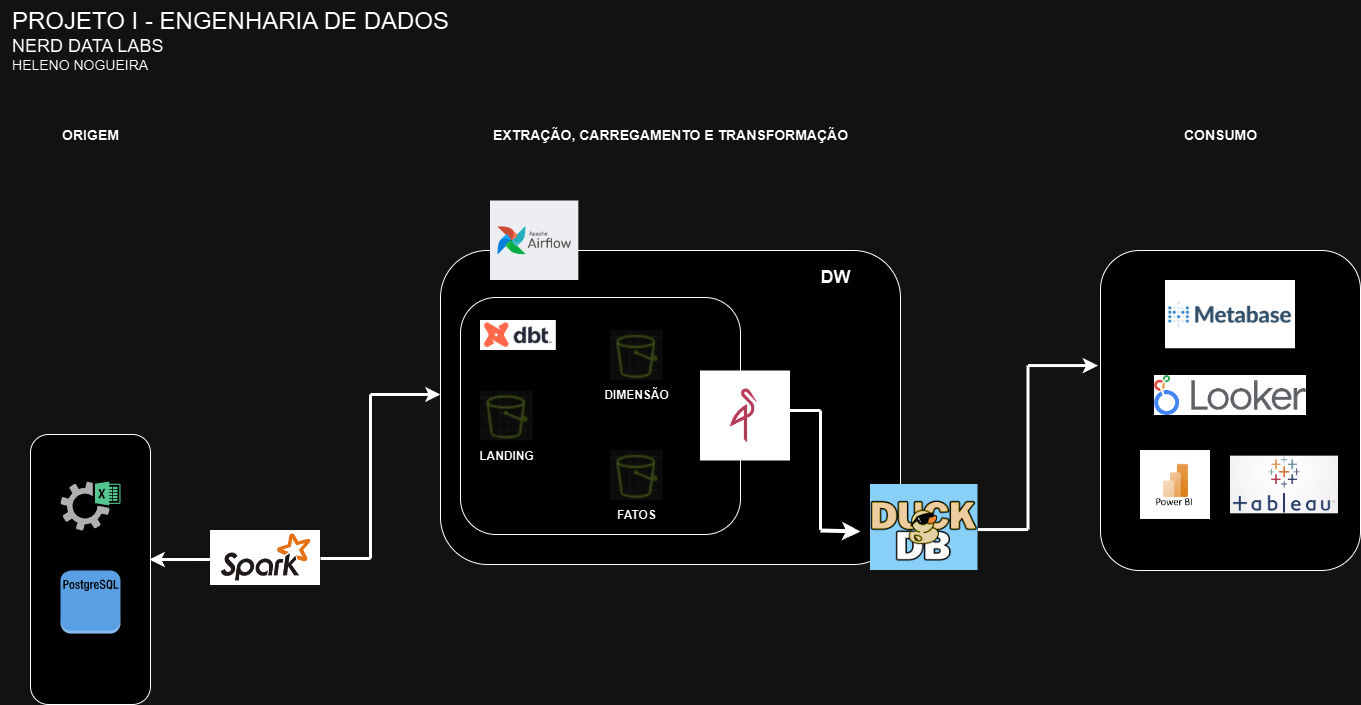 PROJETO I - ENGENHARIA DE DADOS
NERD DATA LABS
HELENO NOGUEIRA
ORIGEM
EXTRAÇÃO, CARREGAMENTO E TRANSFORMAÇÃO
CONSUMO
Apache
Airflow
DW
dbt
DIMENSÃO
LANDING
FATOS
X
PostgreSQL
Spark
DUCK
DB
Metabase
Looker
Power BI
+ableau